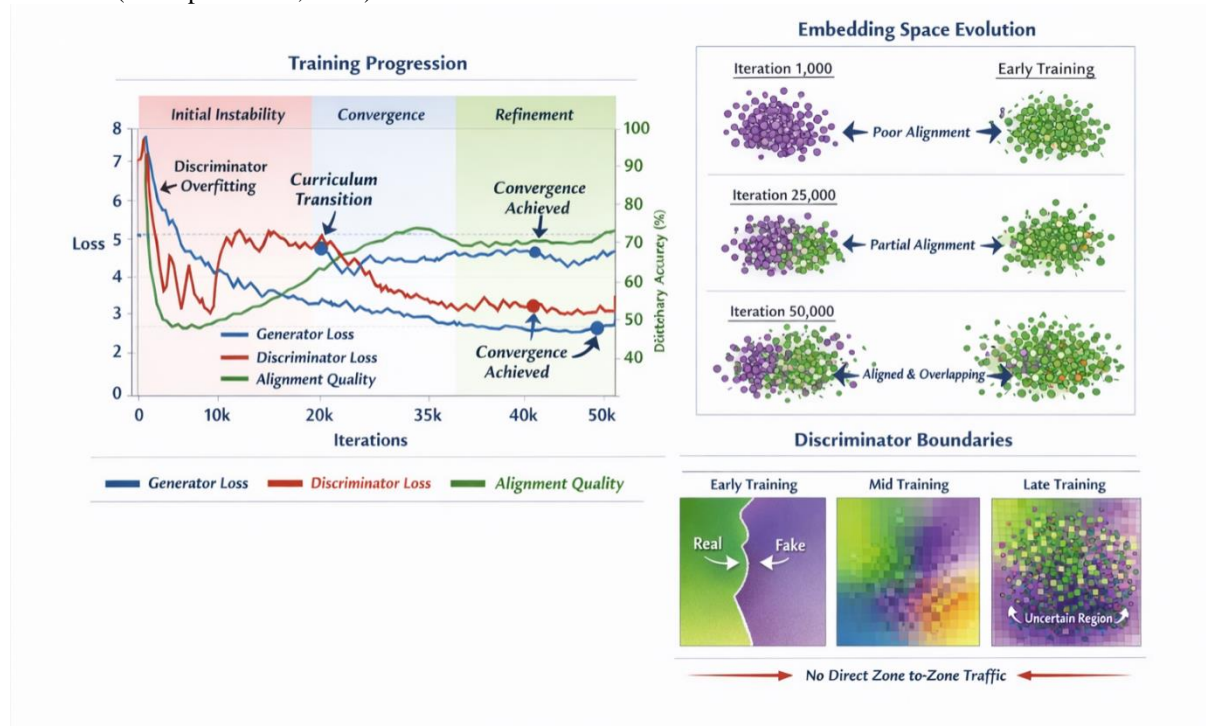 Training Progression
Initial Instability
Convergence
Refinement
8
7
6
5
4
3
2
0
Loss
100
90
80
70
60
50
40
Discriminator
Overfitting
Curriculum
Transition
Convergence
Achieved
Generator Loss
Discriminator Loss
Alignment Quality
Convergence
Achieved
0
10k
20k
35k
40k
50k
Iterations
Generator Loss
Discriminator Loss
Alignment Quality
Embedding Space Evolution
Iteration 1,000
Early Training
Poor Alignment
Iteration 25,000
Partial Alignment
Iteration 50,000
Aligned & Overlapping
Discriminator Boundaries
Early Training
Mid Training
Late Training
Real
Fake
Uncertain Region
No Direct Zone to-Zone Traffic